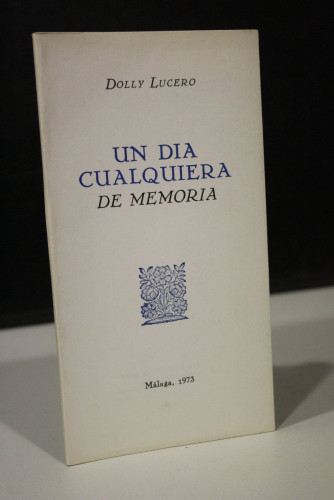 DOLLY LUCERO
UN DIA
CUALQUIERA
DE MEMORIA
Málaga, 1973